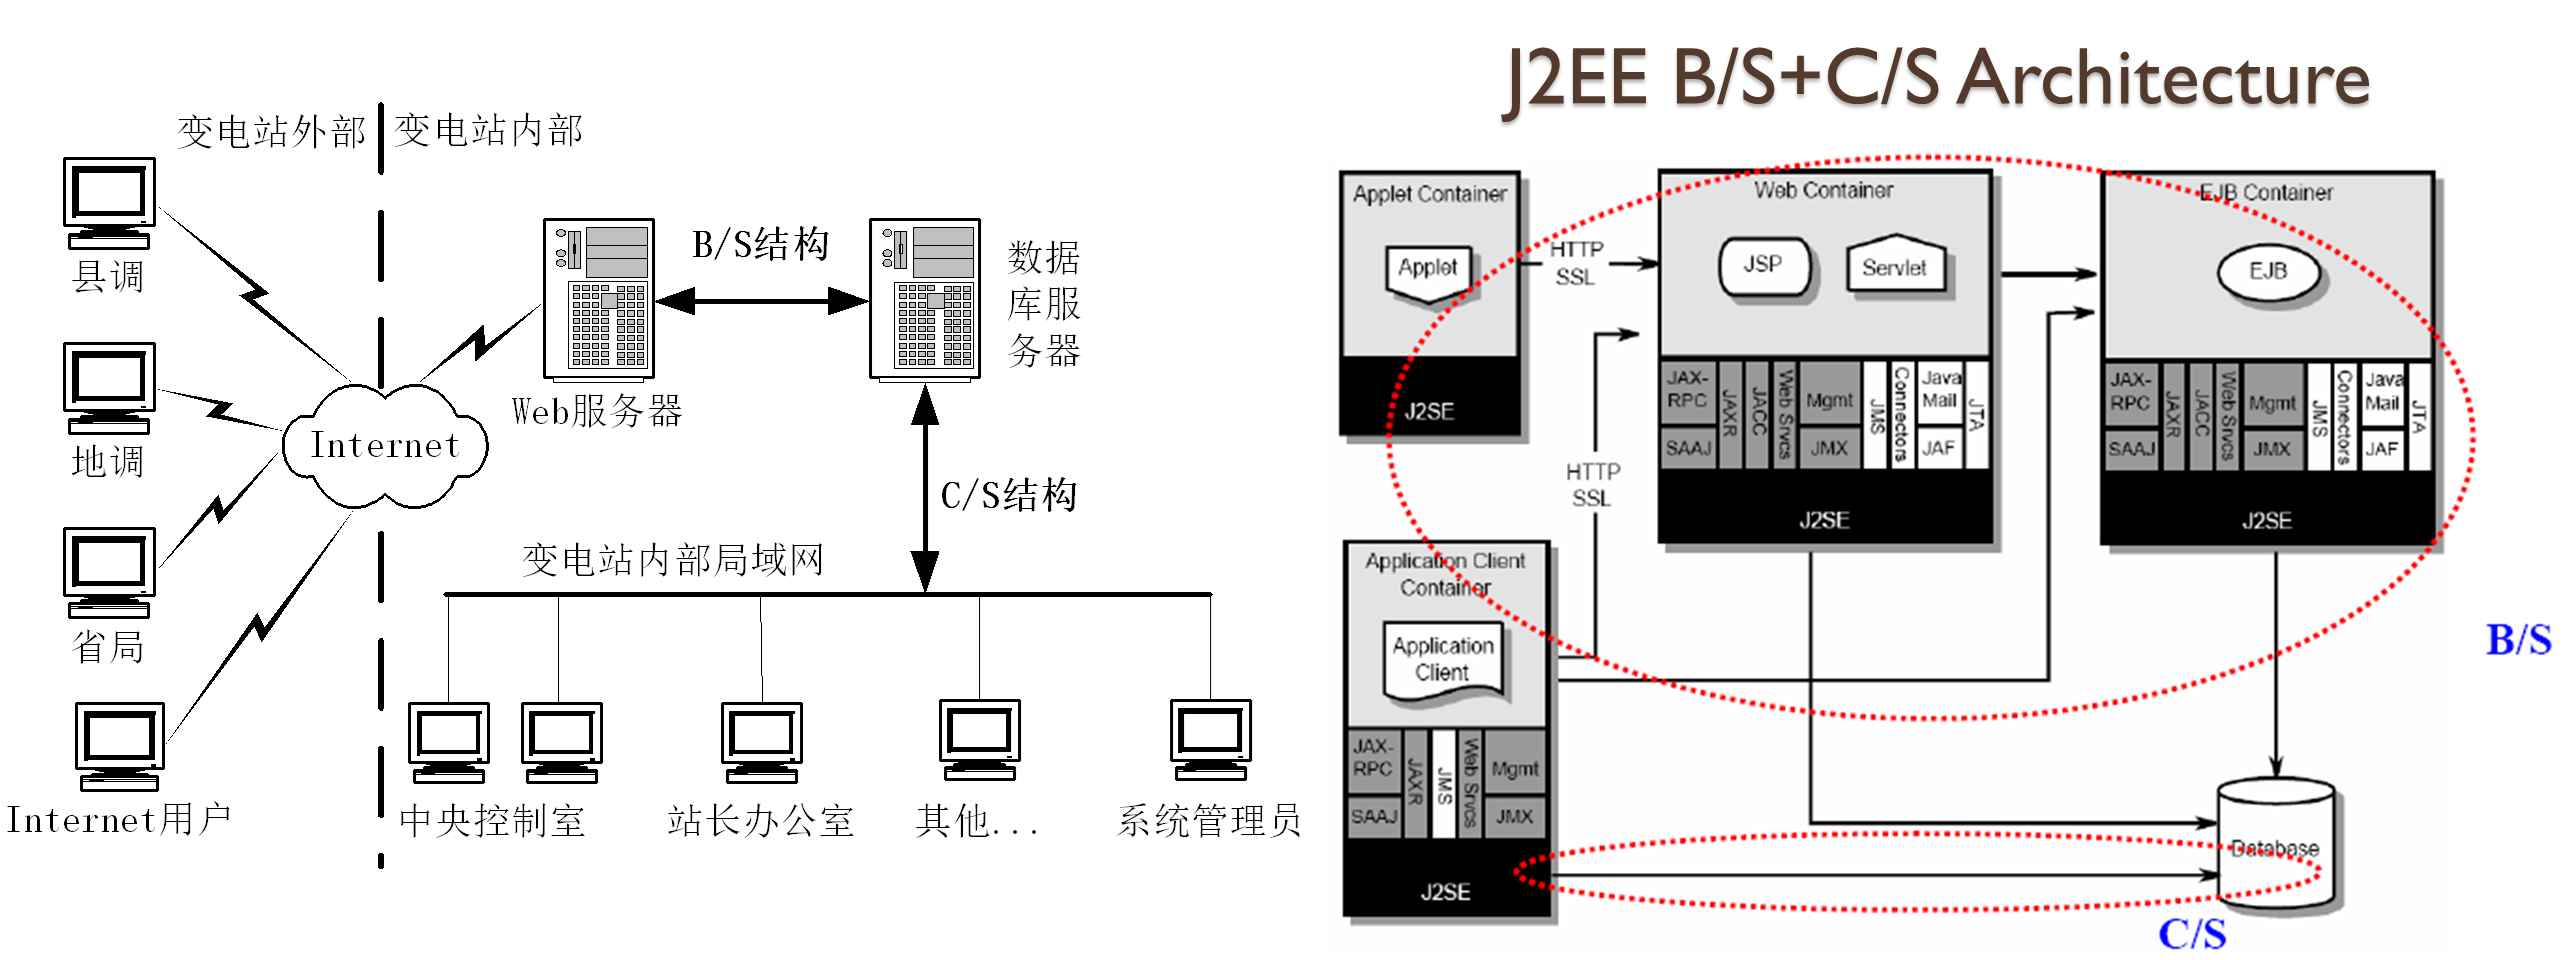 变电站外部
变电站内部
县调
地调
省局
Internet用户
Internet
Web服务器
B/S结构
数据
库服
务器
C/S结构
变电站内部局域网
中央控制室
站长办公室
其他...
系统管理员
J2EE B/S+C/S Architecture
Applet Container
Applet
J2SE
HTTP
SSL
Web Container
JSP
Servlet
JAX-
RPC
SAAJ
JAXR
JACC
Web Srvcs
Mgmt
JMX
JMS
Connectors
Java
Mail
JAF
JTA
J2SE
EJB Container
EJB
JAX-
RPC
SAAJ
JAXR
JACC
Web Srvcs
Mgmt
JMX
JMS
Connectors
Java
Mail
JAF
JTA
J2SE
HTTP
SSL
Application Client
Container
Application
Client
JAX-
RPC
SAAJ
JAXR
JMS
Web Srvcs
Mgmt
JMX
J2SE
Database
B/S
C/S